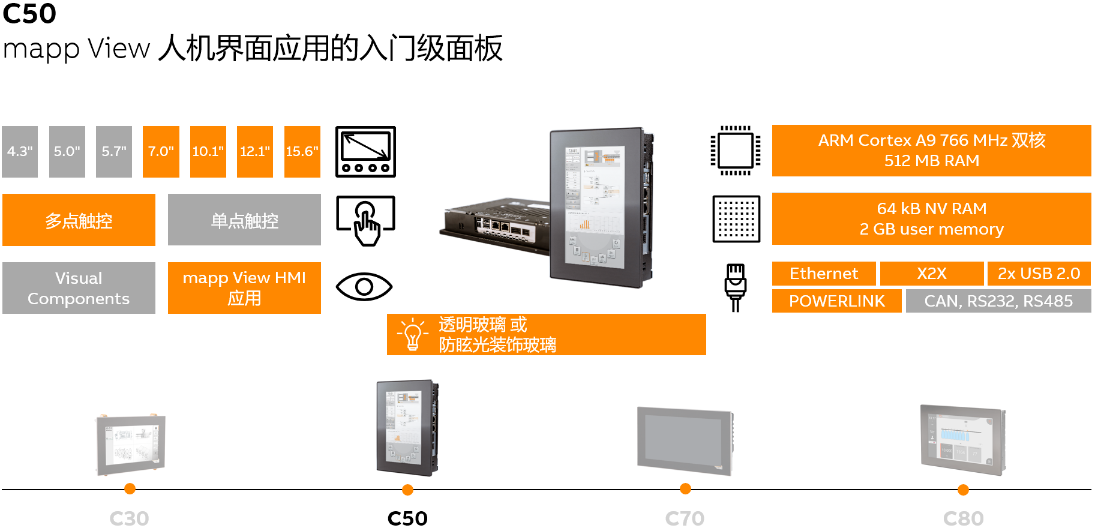 C50
mapp View 人机界面应用的入门级面板
4.3" 5.0" 5.7" 7.0" 10.1" 12.1" 15.6"
ARM Cortex A9 766 MHz 双核
512 MB RAM
多点触控 单点触控
64 kB NV RAM
2 GB user memory
Visual
Components
mapp View HMI
应用
Ethernet X2X 2x USB 2.0
POWERLINK CAN, RS232, RS485
透明玻璃 或
防眩光装饰玻璃
C30 C50 C70 C80